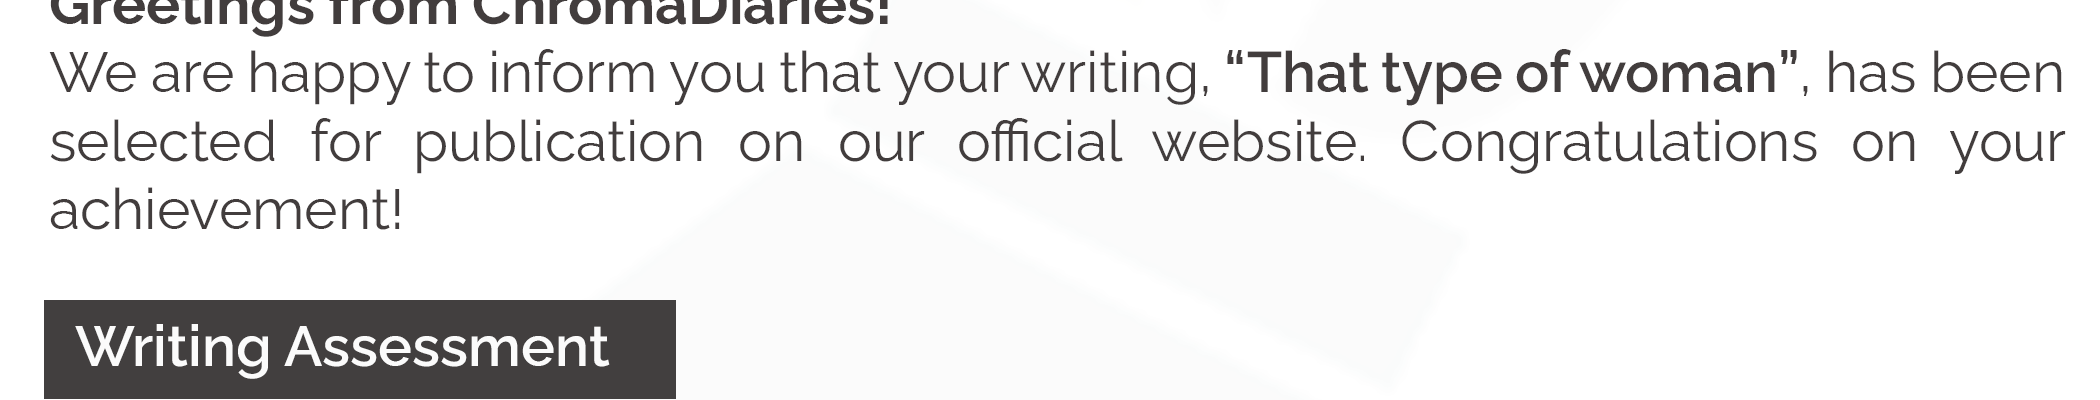 Greetings from ChromaDiaries!
We are happy to inform you that your writing, “That type of woman”, has been
selected for publication on our official website. Congratulations on your
achievement!
Writing Assessment